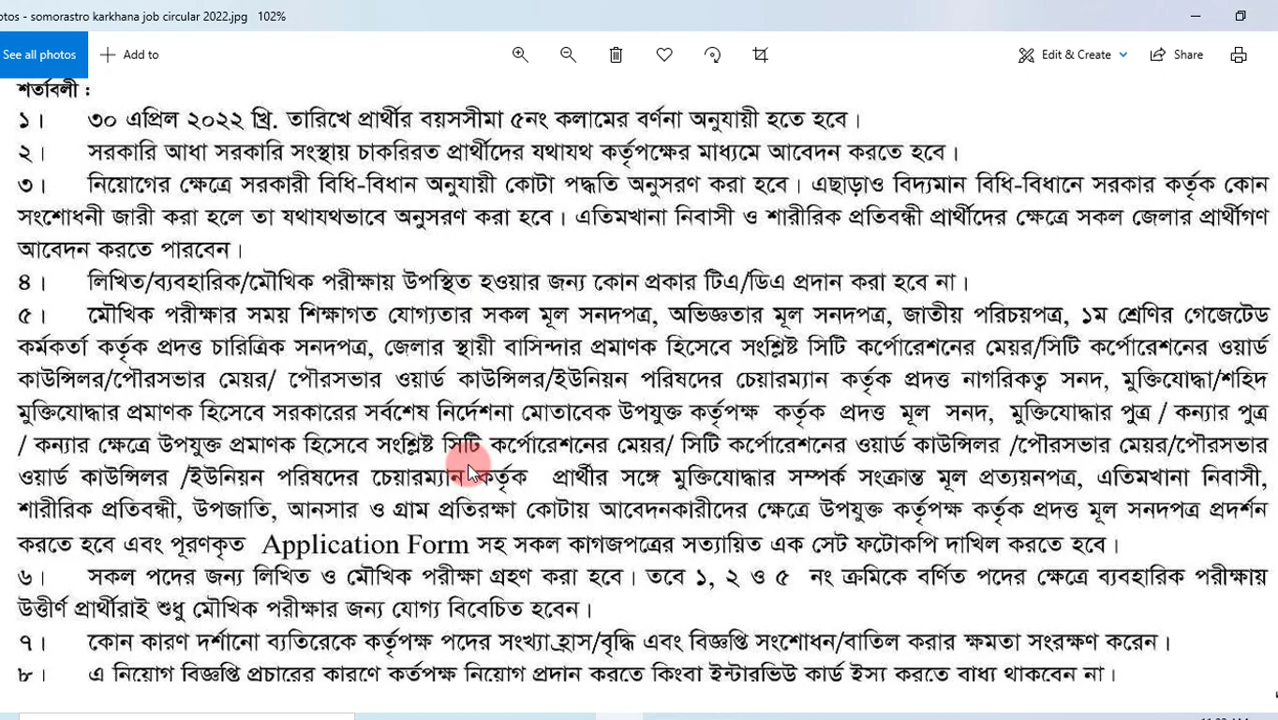 otos - somorastro karkhana job circular 2022.jpg 102%
See all photos Add to Edit & Create Share
শর্তাবলী :
১। ৩০ এপ্রিল ২০২২ খ্রি. তারিখে প্রার্থীর বয়সসীমা ৫নং কলামের বর্ণনা অনুযায়ী হতে হবে।
২। সরকারি আধা সরকারি সংস্থায় চাকরিরত প্রার্থীদের যথাযথ কর্তৃপক্ষের মাধ্যমে আবেদন করতে হবে।
৩। নিয়োগের ক্ষেত্রে সরকারী বিধি-বিধান অনুযায়ী কোটা পদ্ধতি অনুসরণ করা হবে। এছাড়াও বিদ্যমান বিধি-বিধানে সরকার কর্তৃক কোন
সংশোধনী জারী করা হলে তা যথাযথভাবে অনুসরণ করা হবে। এতিমখানা নিবাসী ও শারীরিক প্রতিবন্ধী প্রার্থীদের ক্ষেত্রে সকল জেলার প্রার্থীগণ
আবেদন করতে পারবেন।
৪। লিখিত/ব্যবহারিক/মৌখিক পরীক্ষায় উপস্থিত হওয়ার জন্য কোন প্রকার টিএ/ডিএ প্রদান করা হবে না।
৫। মৌখিক পরীক্ষার সময় শিক্ষাগত যোগ্যতার সকল মূল সনদপত্র, অভিজ্ঞতার মূল সনদপত্র, জাতীয় পরিচয়পত্র, ১ম শ্রেণির গেজেটেড
কর্মকর্তা কর্তৃক প্রদত্ত চারিত্রিক সনদপত্র, জেলার স্থায়ী বাসিন্দার প্রমাণক হিসেবে সংশ্লিষ্ট সিটি কর্পোরেশনের মেয়র/সিটি কর্পোরেশনের ওয়ার্ড
কাউন্সিলর/পৌরসভার মেয়র/ পৌরসভার ওয়ার্ড কাউন্সিলর/ইউনিয়ন পরিষদের চেয়ারম্যান কর্তৃক প্রদত্ত নাগরিকত্ব সনদ, মুক্তিযোদ্ধা/শহিদ
মুক্তিযোদ্ধার প্রমাণক হিসেবে সরকারের সর্বশেষ নির্দেশনা মোতাবেক উপযুক্ত কর্তৃপক্ষ কর্তৃক প্রদত্ত মূল সনদ, মুক্তিযোদ্ধার পুত্র / কন্যার পুত্র
/ কন্যার ক্ষেত্রে উপযুক্ত প্রমাণক হিসেবে সংশ্লিষ্ট সিটি কর্পোরেশনের মেয়র/ সিটি কর্পোরেশনের ওয়ার্ড কাউন্সিলর /পৌরসভার মেয়র/পৌরসভার
ওয়ার্ড কাউন্সিলর /ইউনিয়ন পরিষদের চেয়ারম্যান কর্তৃক প্রার্থীর সঙ্গে মুক্তিযোদ্ধার সম্পর্ক সংক্রান্ত মূল প্রত্যয়নপত্র, এতিমখানা নিবাসী,
শারীরিক প্রতিবন্ধী, উপজাতি, আনসার ও গ্রাম প্রতিরক্ষা কোটায় আবেদনকারীদের ক্ষেত্রে উপযুক্ত কর্তৃপক্ষ কর্তৃক প্রদত্ত মূল সনদপত্র প্রদর্শন
করতে হবে এবং পূরণকৃত Application Form সহ সকল কাগজপত্রের সত্যায়িত এক সেট ফটোকপি দাখিল করতে হবে।
৬। সকল পদের জন্য লিখিত ও মৌখিক পরীক্ষা গ্রহণ করা হবে। তবে ১, ২ ও ৫ নং ক্রমিকে বর্ণিত পদের ক্ষেত্রে ব্যবহারিক পরীক্ষায়
উত্তীর্ণ প্রার্থীরাই শুধু মৌখিক পরীক্ষার জন্য যোগ্য বিবেচিত হবেন।
৭। কোন কারণ দর্শানো ব্যতিরেকে কর্তৃপক্ষ পদের সংখ্যা হ্রাস/বৃদ্ধি এবং বিজ্ঞপ্তি সংশোধন/বাতিল করার ক্ষমতা সংরক্ষণ করেন।
৮। এ নিয়োগ বিজ্ঞপ্তি প্রচারের কারণে কর্তৃপক্ষ নিয়োগ প্রদান করতে কিংবা ইন্টারভিউ কার্ড ইস্যু করতে বাধ্য থাকবেন না।